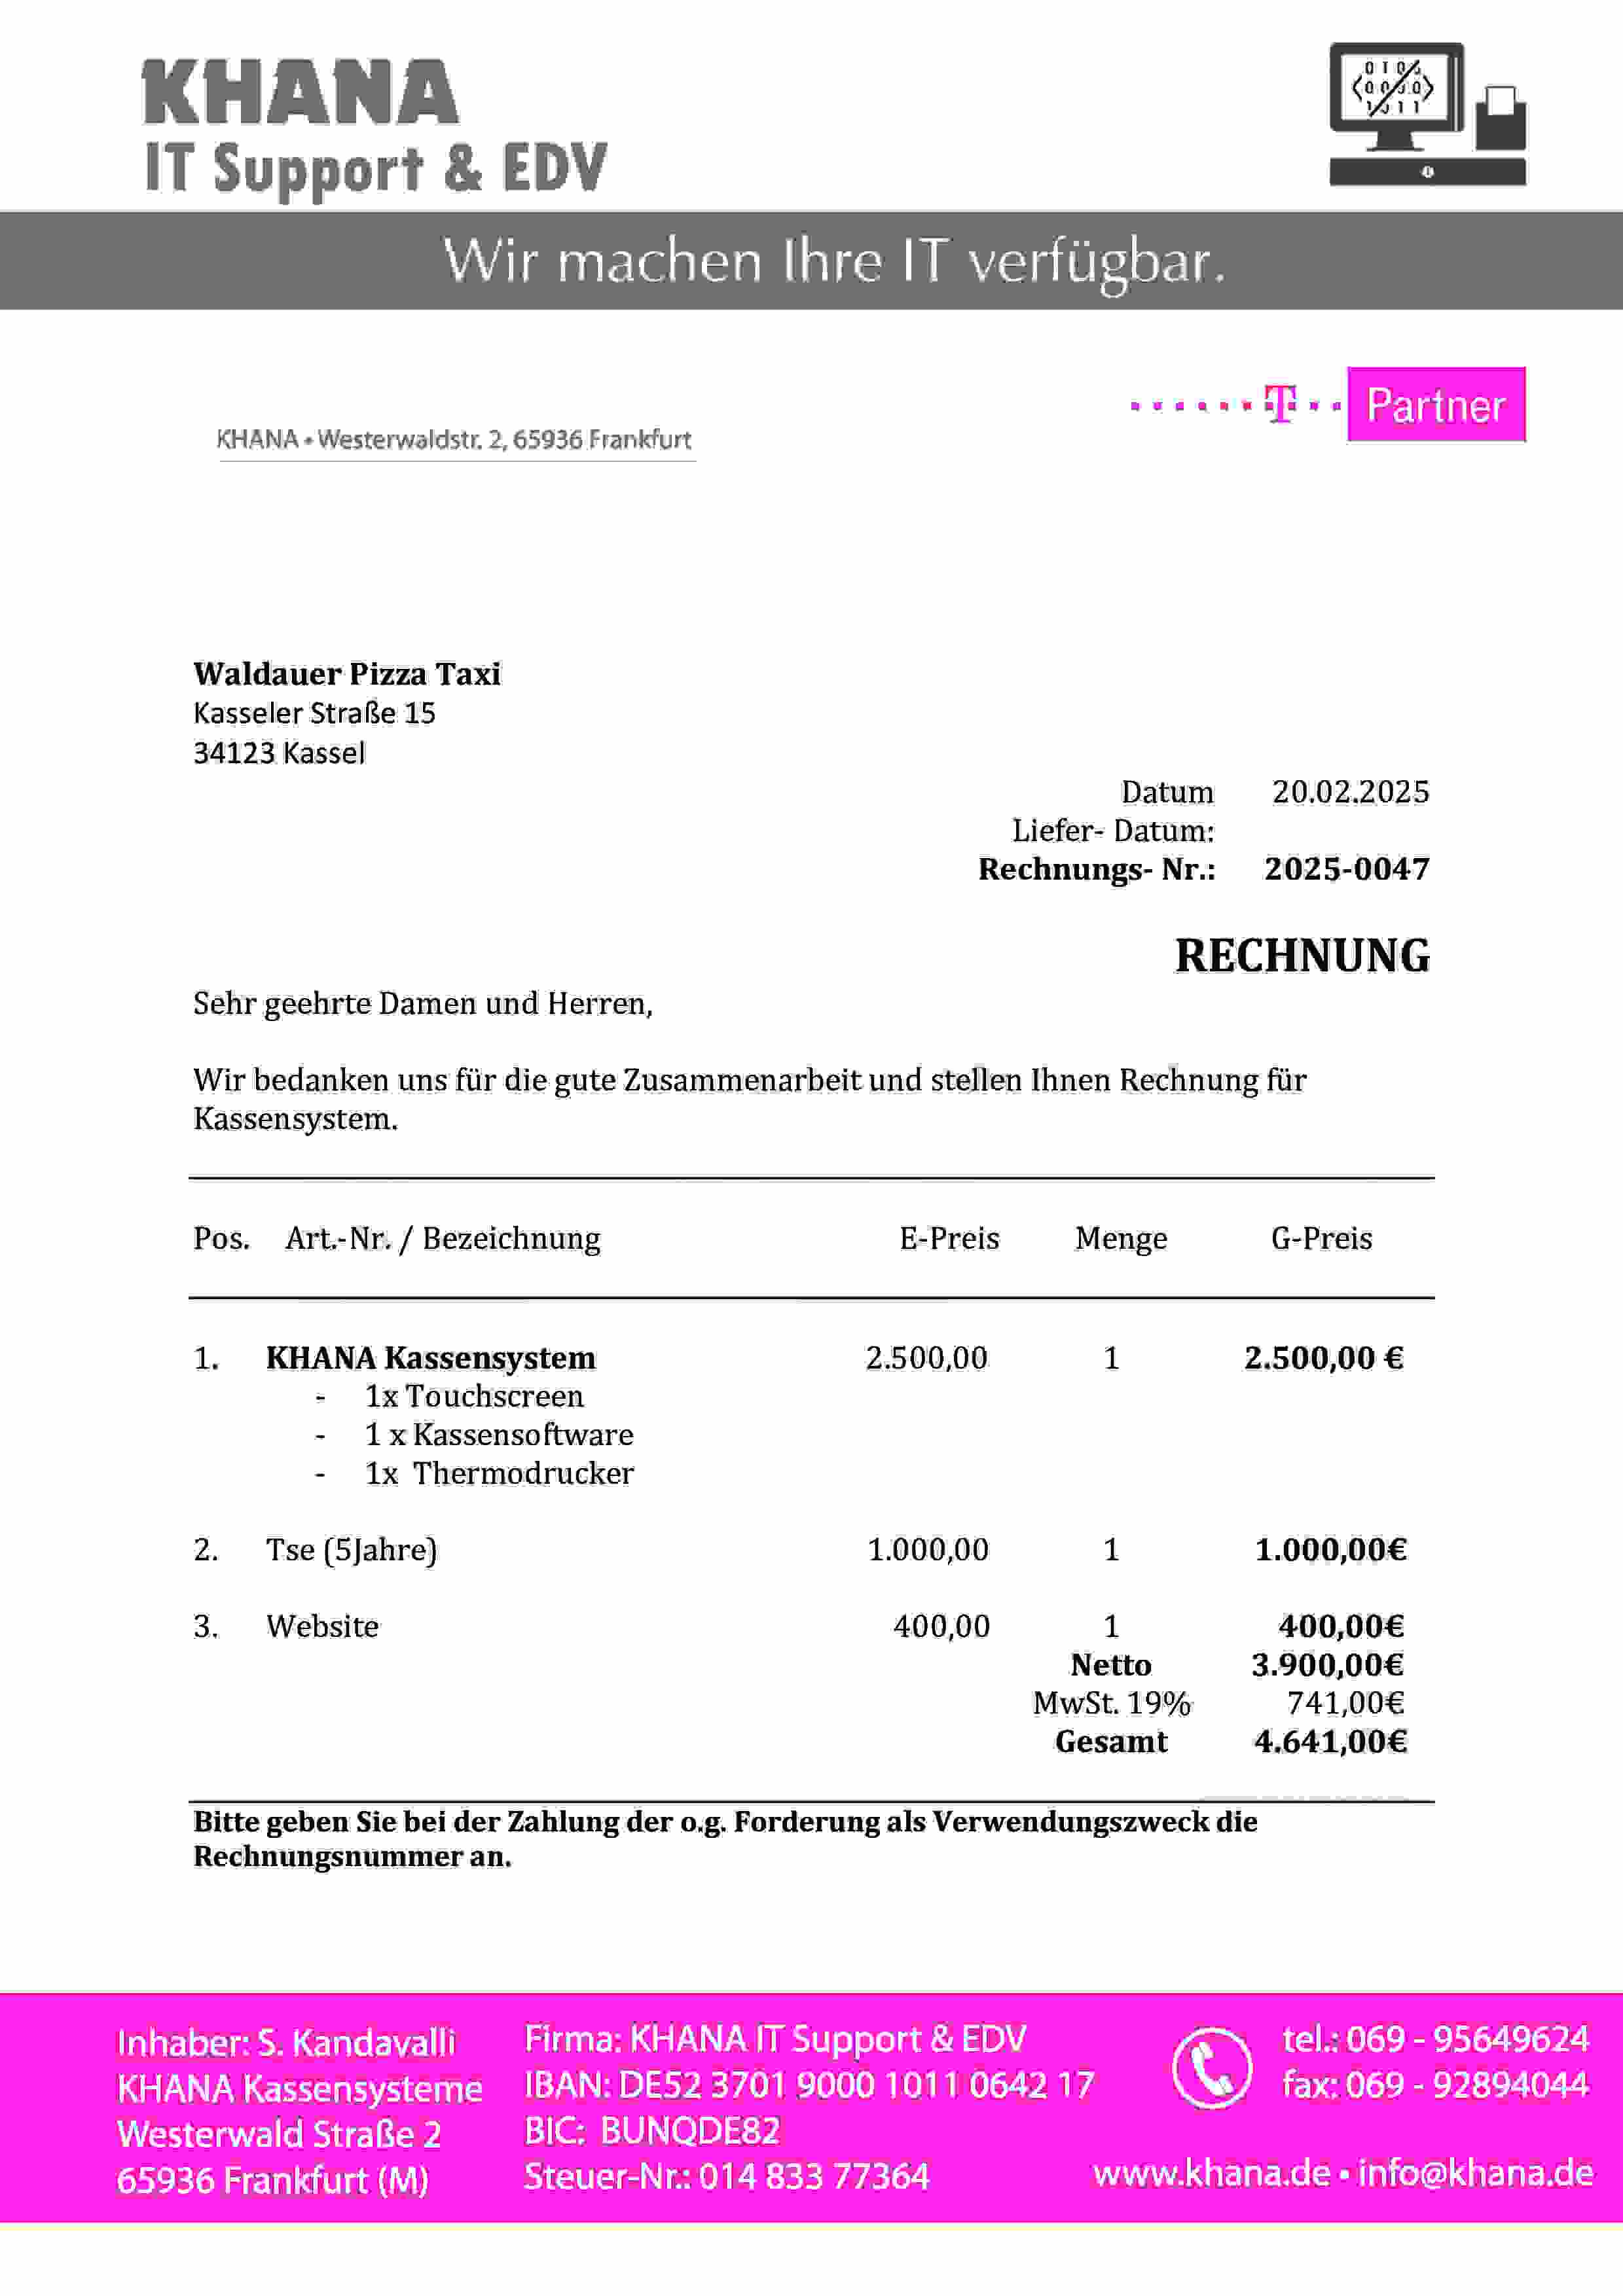 KHANA
IT Support & EDV
Wir machen Ihre IT verfügbar.
T Partner
KHANA • Westerwaldstr. 2, 65936 Frankfurt
Waldauer Pizza Taxi
Kasseler Straße 15
34123 Kassel
Datum 20.02.2025
Liefer- Datum:
Rechnungs- Nr.: 2025-0047
RECHNUNG
Sehr geehrte Damen und Herren,
Wir bedanken uns für die gute Zusammenarbeit und stellen Ihnen Rechnung für
Kassensystem.
Pos. Art.-Nr. / Bezeichnung E-Preis Menge G-Preis
1. KHANA Kassensystem 2.500,00 1 2.500,00 €
- 1x Touchscreen
- 1 x Kassensoftware
- 1x Thermodrucker
2. Tse (5Jahre) 1.000,00 1 1.000,00€
3. Website 400,00 1 400,00€
Netto 3.900,00€
MwSt. 19% 741,00€
Gesamt 4.641,00€
Bitte geben Sie bei der Zahlung der o.g. Forderung als Verwendungszweck die
Rechnungsnummer an.
Inhaber: S. Kandavalli
KHANA Kassensysteme
Westerwald Straße 2
65936 Frankfurt (M)
Firma: KHANA IT Support & EDV
IBAN: DE52 3701 9000 1011 0642 17
BIC: BUNQDE82
Steuer-Nr.: 014 833 77364
tel.: 069 - 95649624
fax: 069 - 92894044
www.khana.de • info@khana.de